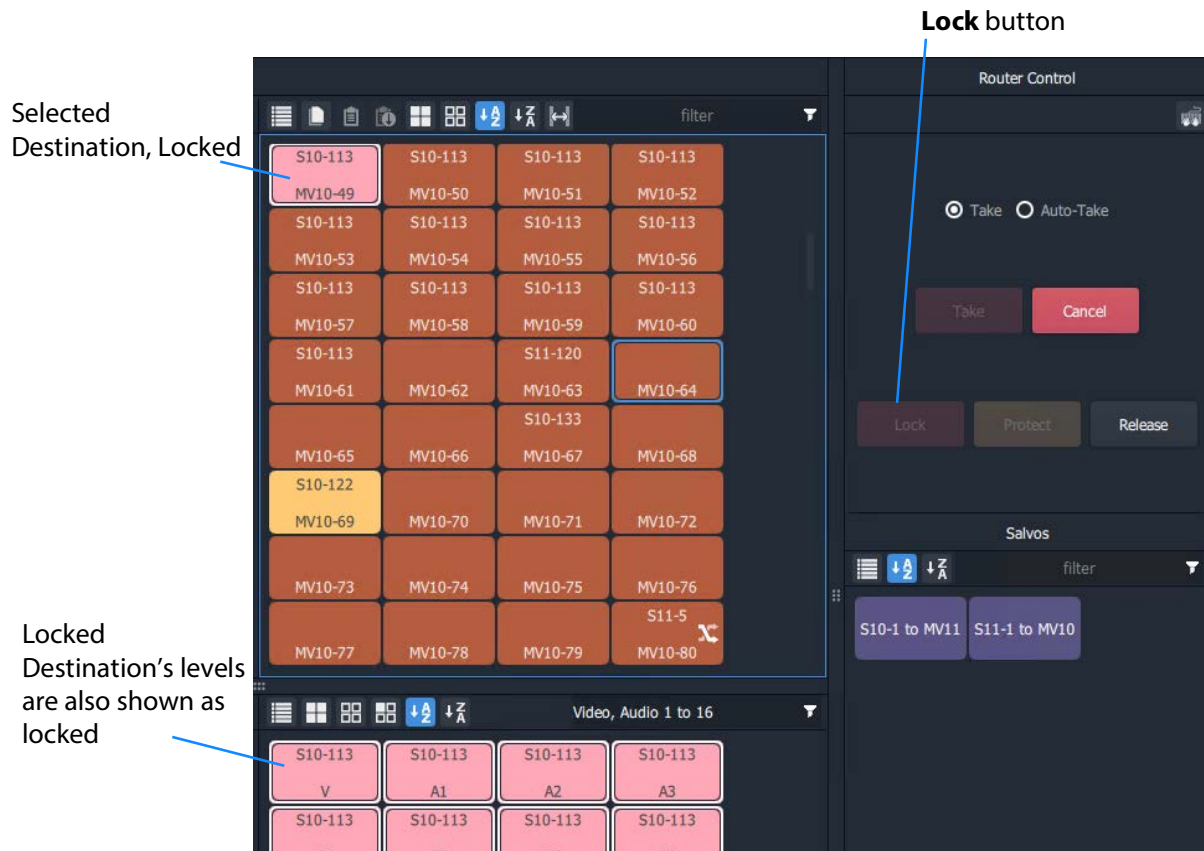 Lock button
Router Control
Selected
Destination, Locked
filter
S10-113 S10-113 S10-113 S10-113
MV10-49 MV10-50 MV10-51 MV10-52
S10-113 S10-113 S10-113 S10-113
MV10-53 MV10-54 MV10-55 MV10-56
S10-113 S10-113 S10-113 S10-113
MV10-57 MV10-58 MV10-59 MV10-60
S10-113 S11-120
MV10-61 MV10-62 MV10-63 MV10-64
S10-133
MV10-65 MV10-66 MV10-67 MV10-68
S10-122
MV10-69 MV10-70 MV10-71 MV10-72
MV10-73 MV10-74 MV10-75 MV10-76
S11-5
MV10-77 MV10-78 MV10-79 MV10-80
Take Auto-Take
Take Cancel
Lock Protect Release
Salvos
filter
S10-1 to MV11 S11-1 to MV10
Locked
Destination's levels
are also shown as
locked
Video, Audio 1 to 16
S10-113 S10-113 S10-113 S10-113
V A1 A2 A3
S10-113 S10-113 S10-113 S10-113